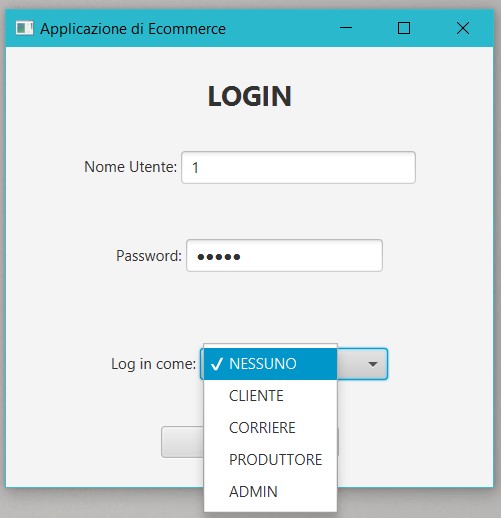 Applicazione di Ecommerce
LOGIN
Nome Utente: 1
Password: •••••
Log in come: ✓ NESSUNO
CLIENTE
CORRIERE
PRODUTTORE
ADMIN